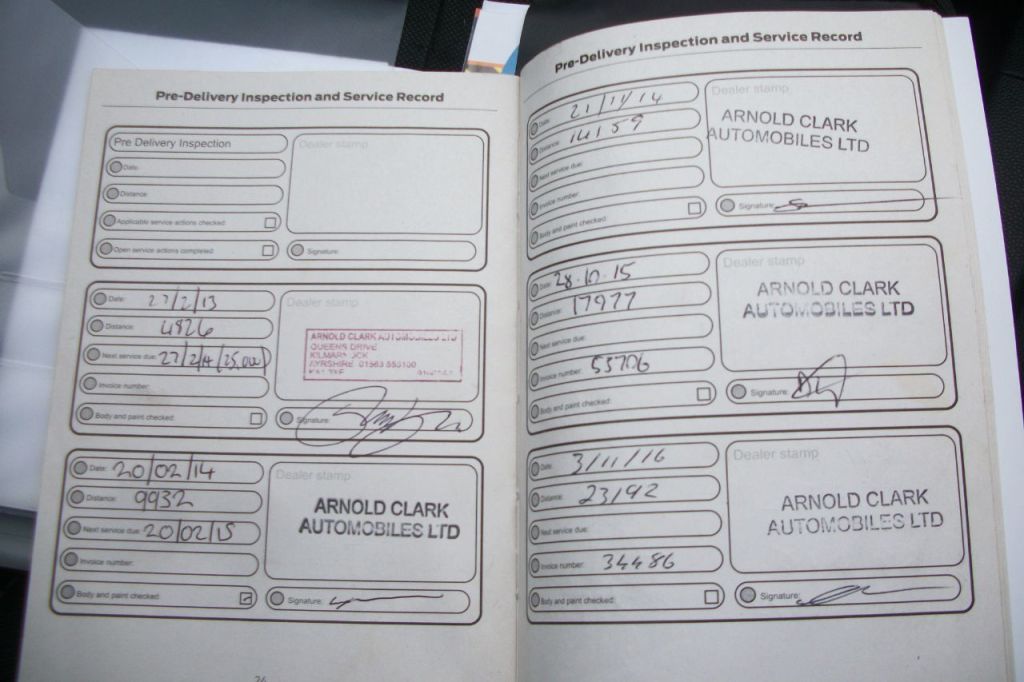 Pre-Delivery Inspection and Service Record
Pre Delivery Inspection
Date:
Distance:
Applicable service actions checked:
Open service actions completed:
Dealer stamp
Signature:
Date: 27/2/13
Distance: 4826
Next service due: 27/2/14/25,000
Invoice number:
Body and paint checked:
Dealer stamp
ARNOLD CLARK AUTOMOBILES LTD
QUEENS DRIVE
KILMARNOCK
AYRSHIRE 01563
Signature:
Date: 20/02/14
Distance: 9932
Next service due: 20/02/15
Invoice number:
Body and paint checked:
Dealer stamp
ARNOLD CLARK
AUTOMOBILES LTD
Signature:
Pre-Delivery Inspection and Service Record
Date: 21/11/14
Distance: 14159
Next service due:
Invoice number:
Body and paint checked:
Dealer stamp
ARNOLD CLARK
AUTOMOBILES LTD
Signature:
Date: 28.10.15
Distance: 17977
Next service due:
Invoice number: 55706
Body and paint checked:
Dealer stamp
ARNOLD CLARK
AUTOMOBILES LTD
Signature:
Date: 3/11/16
Distance: 23192
Next service due:
Invoice number: 34486
Body and paint checked:
Dealer stamp
ARNOLD CLARK
AUTOMOBILES LTD
Signature: